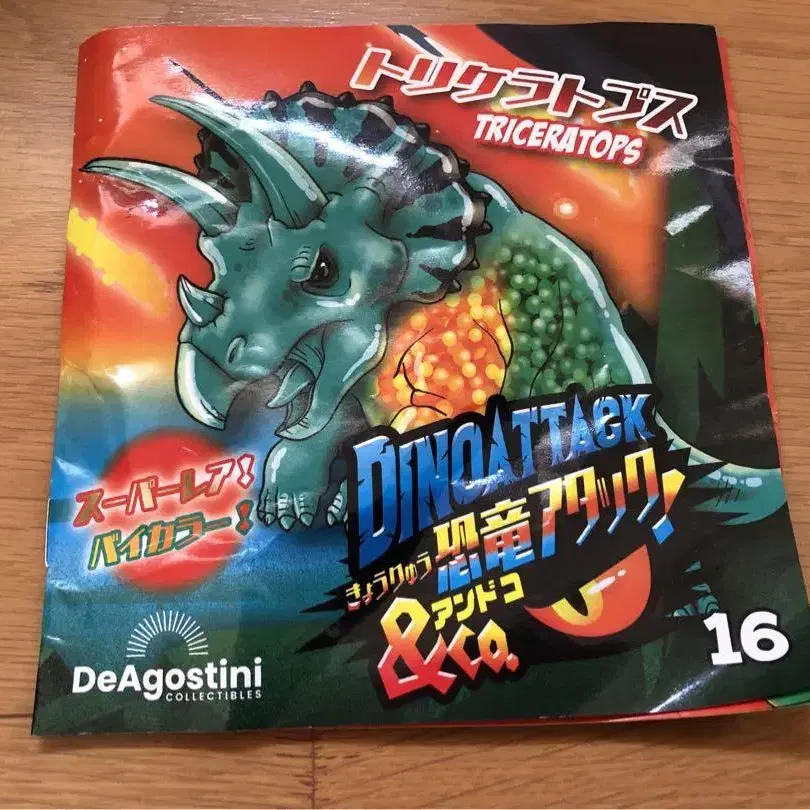 トリケラトプス
TRICERATOPS
スーパーレア!
バイカラー!
DINOATTACK
きょうりゅう
恐竜アタック!
アンドコ
&CO.
DeAgostini
COLLECTIBLES
16